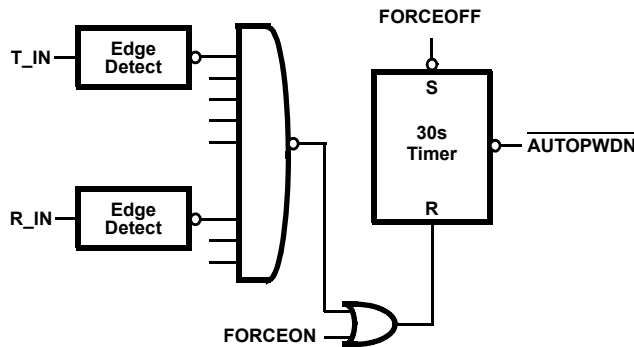 FORCEOFF
T_IN
Edge
Detect
S
30s
Timer
AUTOPWDN
R
R_IN
Edge
Detect
FORCEON